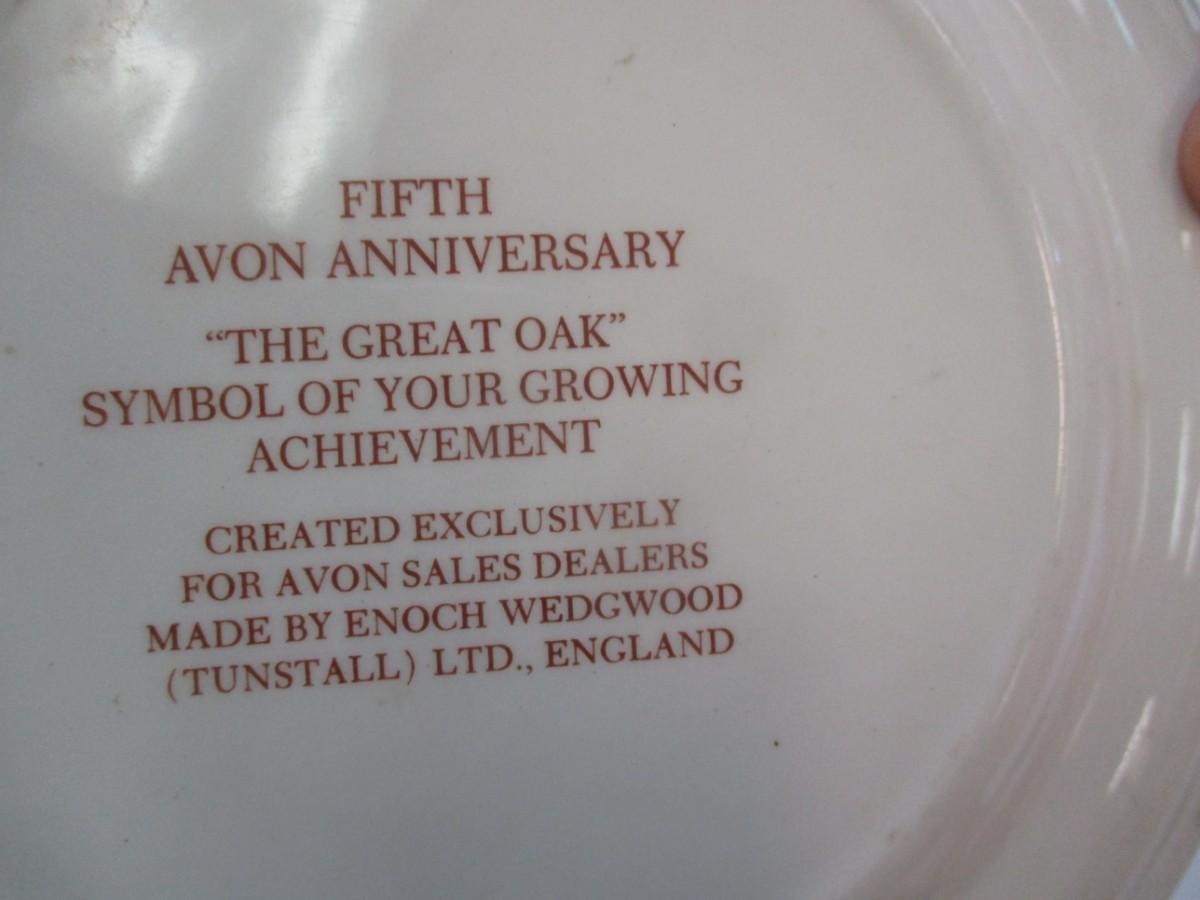 FIFTH
AVON ANNIVERSARY
“THE GREAT OAK”
SYMBOL OF YOUR GROWING
ACHIEVEMENT
CREATED EXCLUSIVELY
FOR AVON SALES DEALERS
MADE BY ENOCH WEDGWOOD
(TUNSTALL) LTD., ENGLAND